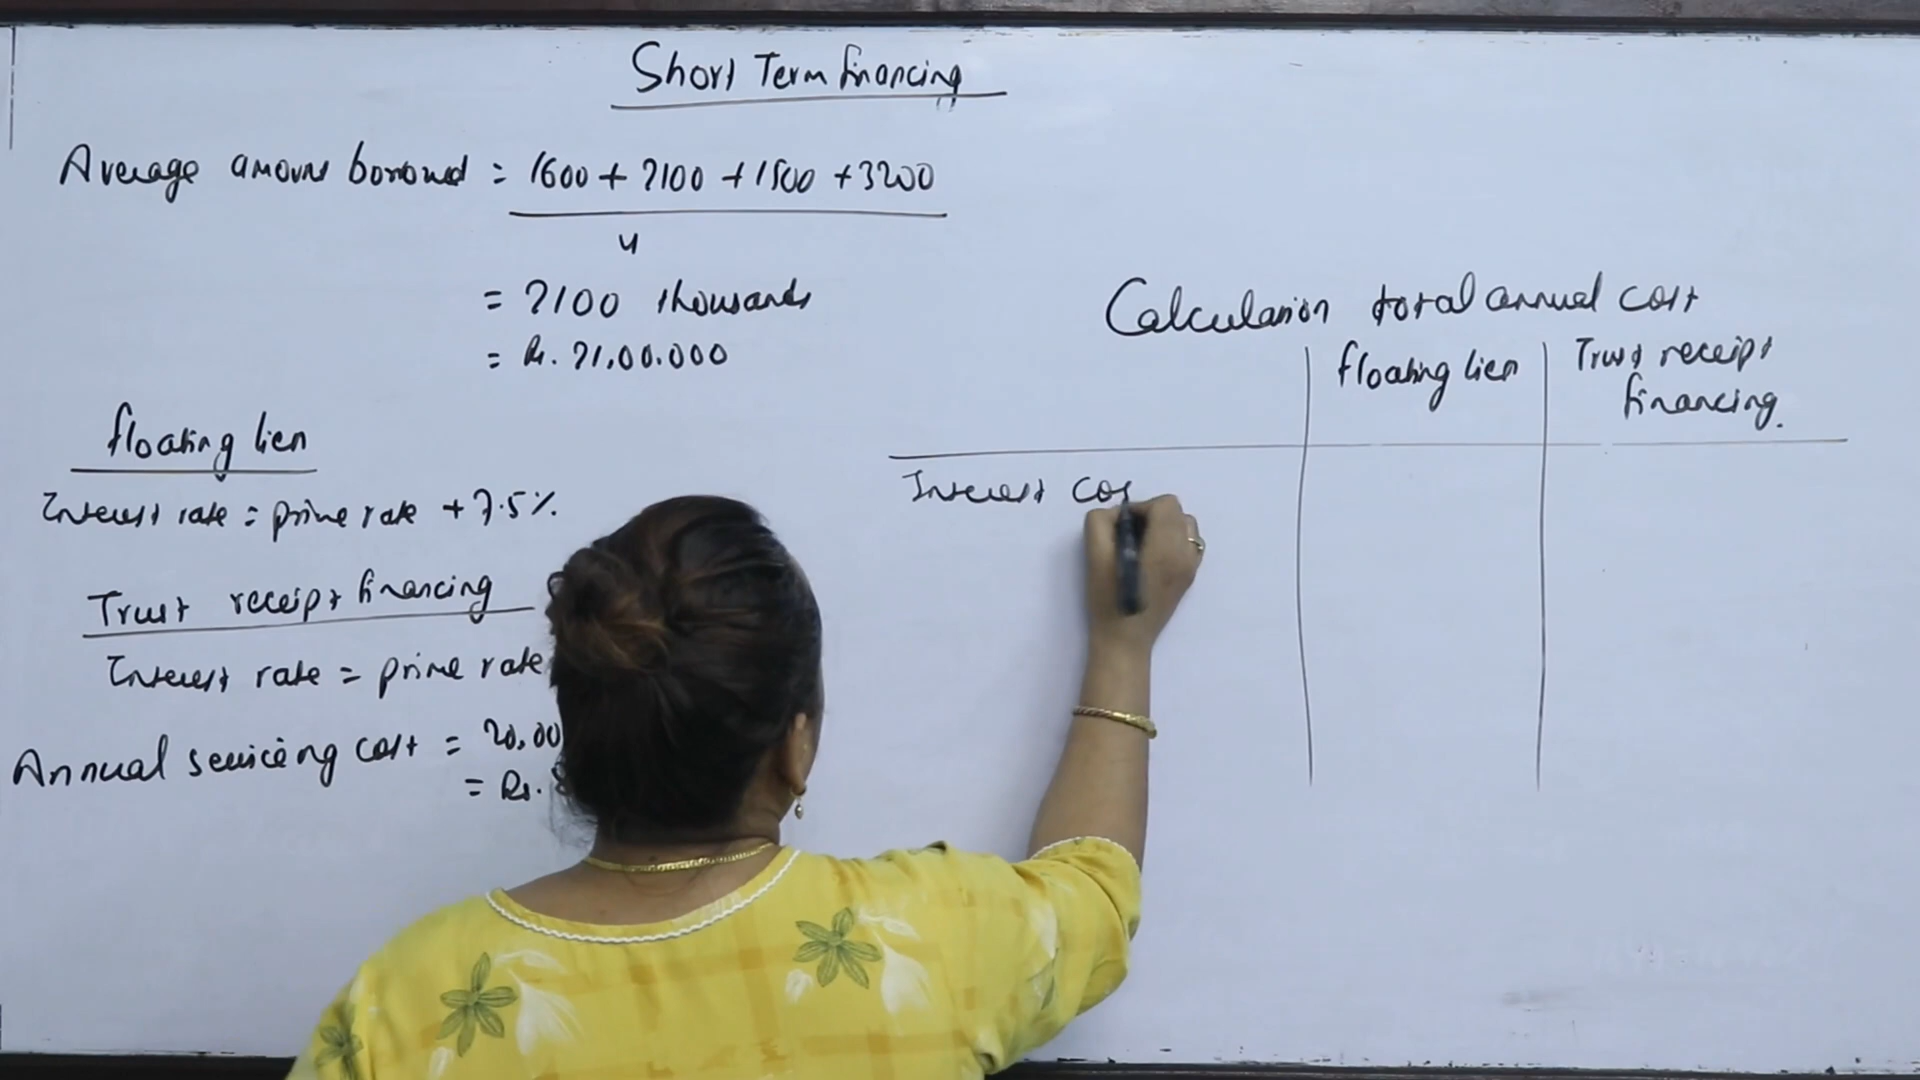 Short Term financing
Average amount borrowed = 1600 + 2100 + 1500 + 3200
4
= 2100 thousands
= Rs. 21,00,000
floating lien
Interest rate = prime rate + 7.5%
Trust receipt financing
Interest rate = prime rate
Annual servicing cost = 20,00
= Rs.
Calculation total annual cost
floating lien
Trust receipt
financing.
Interest cos